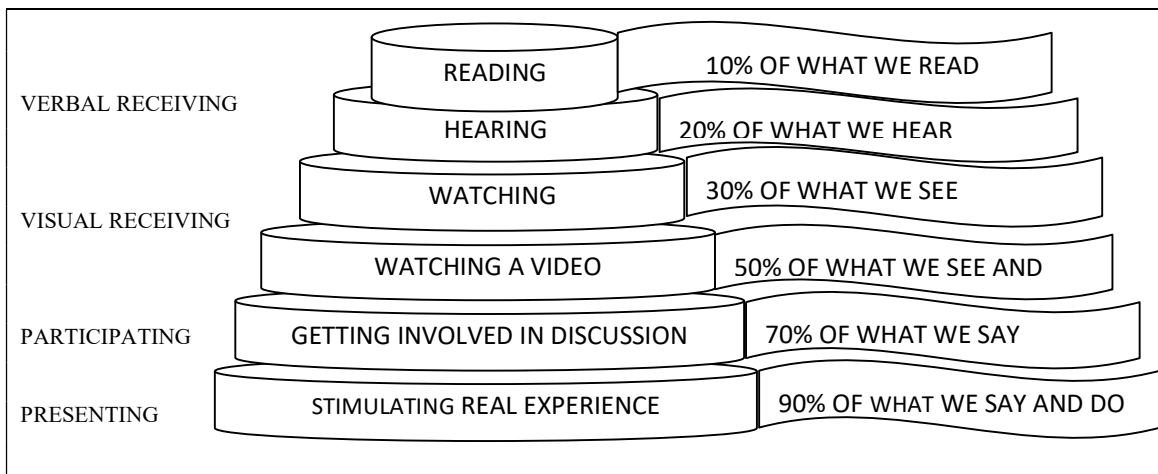 READING
10% OF WHAT WE READ
VERBAL RECEIVING
HEARING
20% OF WHAT WE HEAR
WATCHING
30% OF WHAT WE SEE
VISUAL RECEIVING
WATCHING A VIDEO
50% OF WHAT WE SEE AND
PARTICIPATING
GETTING INVOLVED IN DISCUSSION
70% OF WHAT WE SAY
PRESENTING
STIMULATING REAL EXPERIENCE
90% OF WHAT WE SAY AND DO